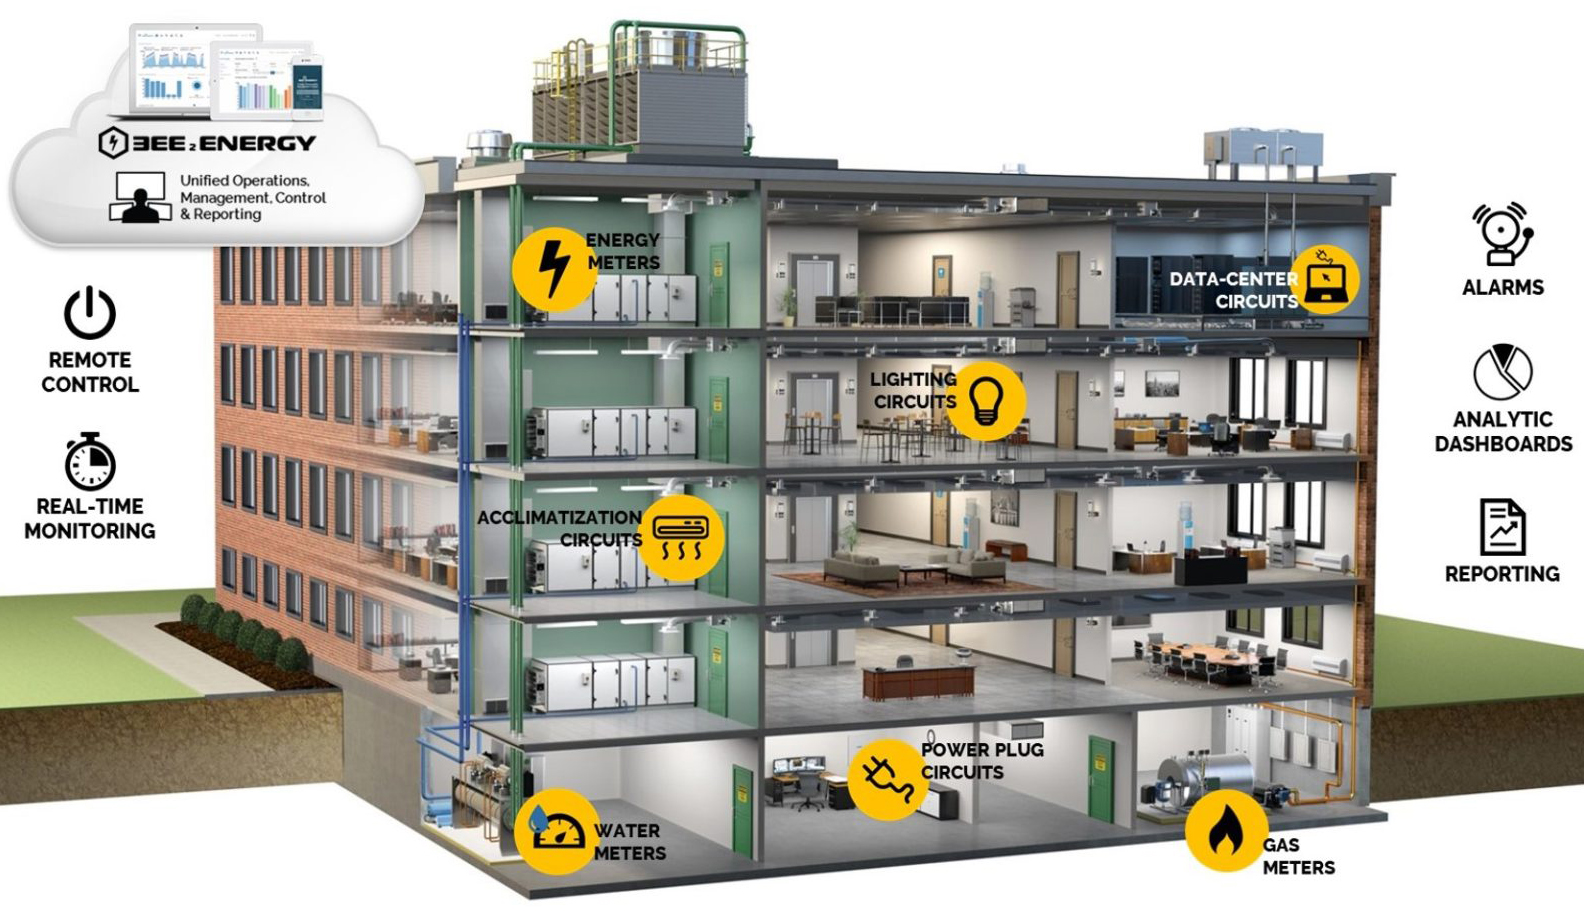 BEE2ENERGY
Unified Operations,
Management, Control
& Reporting
REMOTE
CONTROL
REAL-TIME
MONITORING
ENERGY
METERS
DATA-CENTER
CIRCUITS
LIGHTING
CIRCUITS
ACCLIMATIZATION
CIRCUITS
POWER PLUG
CIRCUITS
WATER
METERS
GAS
METERS
ALARMS
ANALYTIC
DASHBOARDS
REPORTING